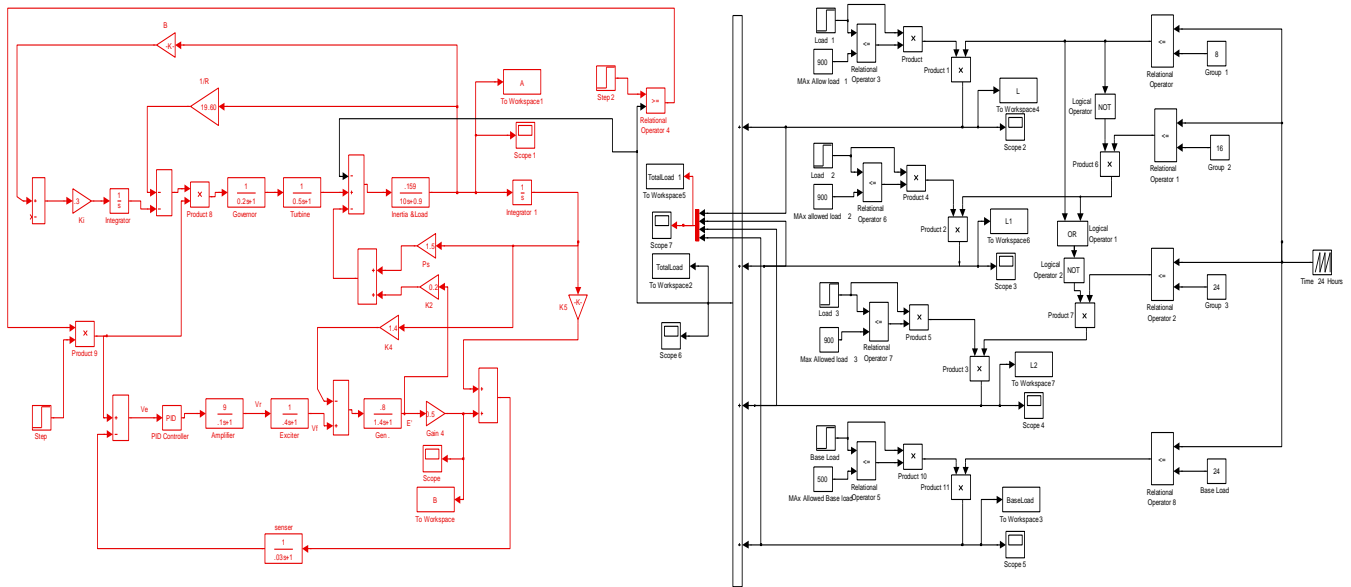 B
-K-
1/R
19.60
A
To Workspace1
Scope 1
Step2
>=
Relational
Operator 4
+
x-
.3
Ki
1
s
Integrator
-
-
x
Product 8
1
0.2s+1
Governor
1
0.5s+1
Turbine
-
+
-
.159
10s+0.9
Inertia &Load
1
s
Integrator 1
1.5
Ps
+
+
0.2
K2
-K-
K5
1.4
K4
x
Product 9
Step
+
-
Ve
PID
PID Controller
9
.1s+1
Amplifier
Vr
1
.4s+1
Exciter
Vf
-
+
.8
1.4s+1
Gen..
E'
0.5
Gain 4
+
+
Scope
B
To Workspace
senser
1
.03s+1
TotalLoad 1
To Workspace5
Scope 7
TotalLoad
To Workspace2
Scope 6
+
+
+
+
Load 1
900
MAx Allow load 1
<=
Relational
Operator 3
x
Product
x
Product 1
L
To Workspace4
Scope 2
Load 2
900
MAx allowed load 2
<=
Relational
Operator 6
x
Product 4
x
Product 2
L1
To Workspace6
Scope 3
Load 3
900
Max Allowed load 3
<=
Relational
Operator 7
x
Product 5
x
Product 3
L2
To Workspace7
Scope 4
Base Load
500
MAx Allowed Base load
<=
Relational
Operator 5
x
Product 10
x
Product 11
BaseLoad
To Workspace3
Scope 5
Logical
Operator
NOT
x
Product 6
OR
Logical
Operator 1
Logical
Operator 2
NOT
x
Product 7
<=
Relational
Operator
8
Group 1
<=
Relational
Operator 1
16
Group 2
<=
Relational
Operator 2
24
Group 3
<=
Relational
Operator 8
24
Base Load
Time 24 Hours